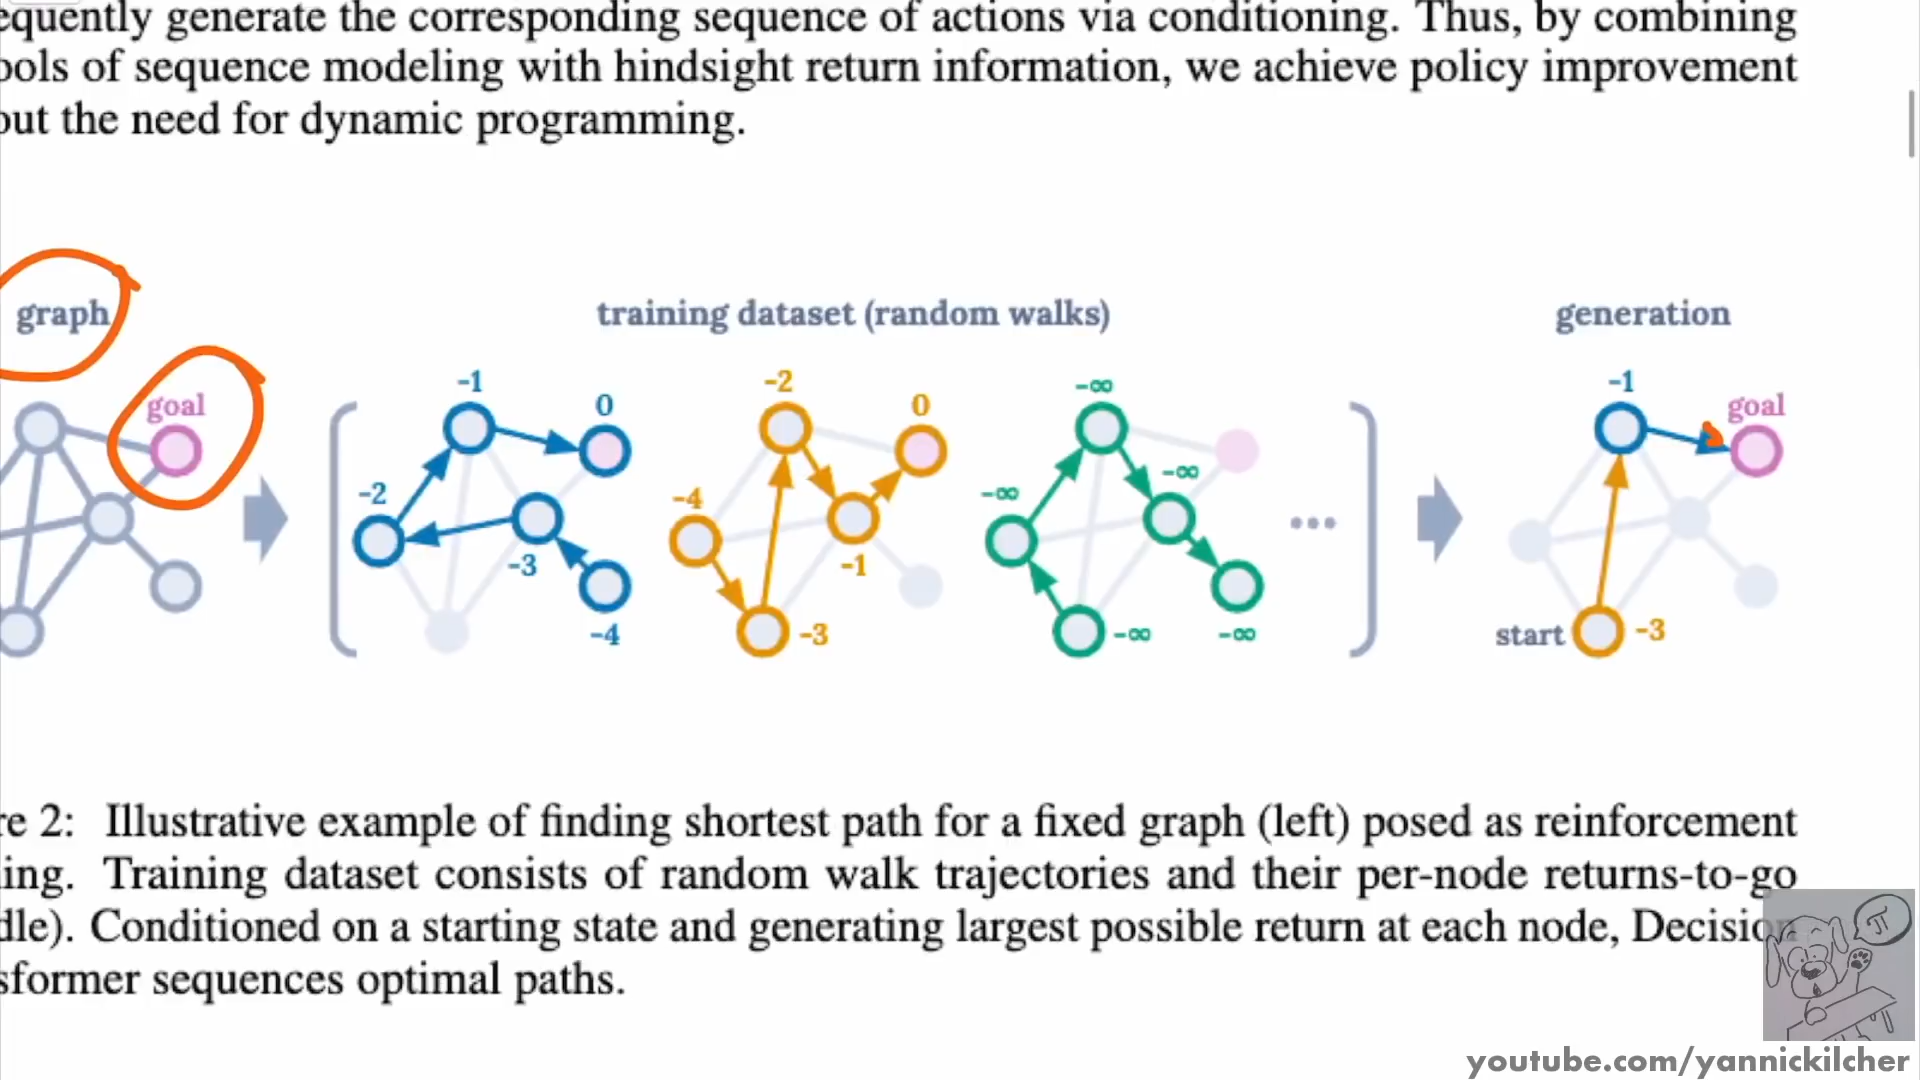 equently generate the corresponding sequence of actions via conditioning. Thus, by combining
ools of sequence modeling with hindsight return information, we achieve policy improvement
out the need for dynamic programming.
graph
goal
training dataset (random walks)
generation
-1
0
-2
-3
-4
-2
0
-4
-1
-3
-∞
-∞
-∞
-∞
-∞
...
-1
goal
start
-3
re 2: Illustrative example of finding shortest path for a fixed graph (left) posed as reinforcement
ing. Training dataset consists of random walk trajectories and their per-node returns-to-go
dle). Conditioned on a starting state and generating largest possible return at each node, Decision
sformer sequences optimal paths.
π
youtube.com/yannickilcher